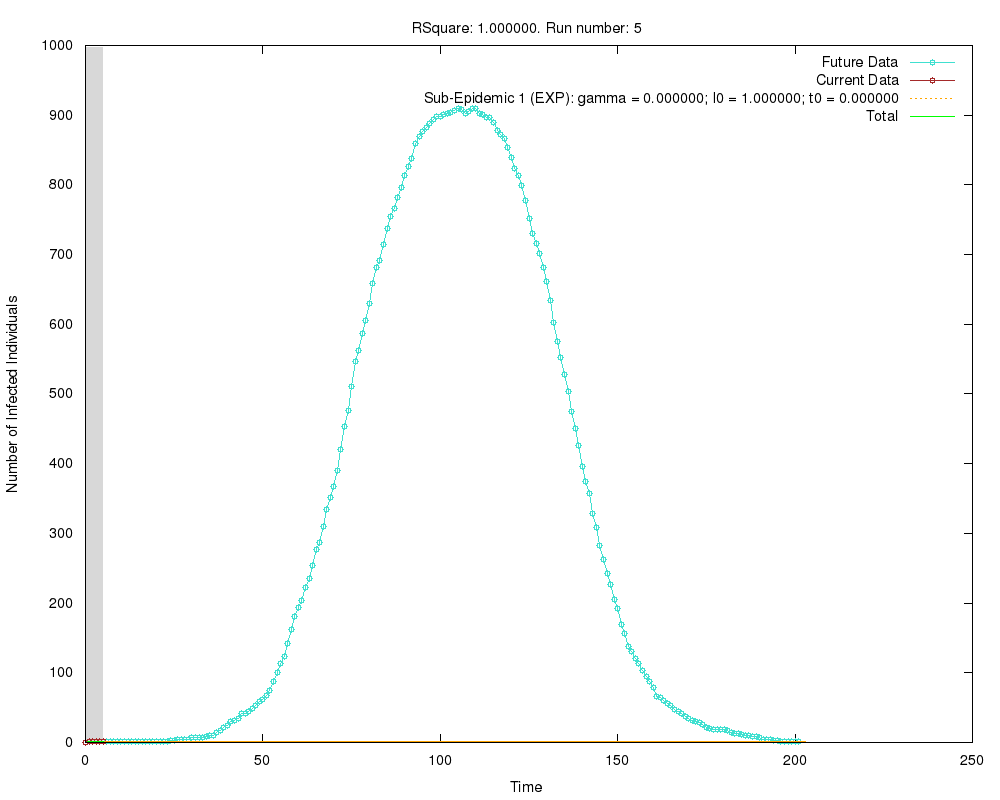 RSquare: 1.000000. Run number: 5
1000
900
800
700
600
500
400
300
200
100
0
Number of Infected Individuals
Future Data
Current Data
Sub-Epidemic 1 (EXP): gamma = 0.000000; I0 = 1.000000; t0 = 0.000000
Total
0 50 100 150 200 250
Time